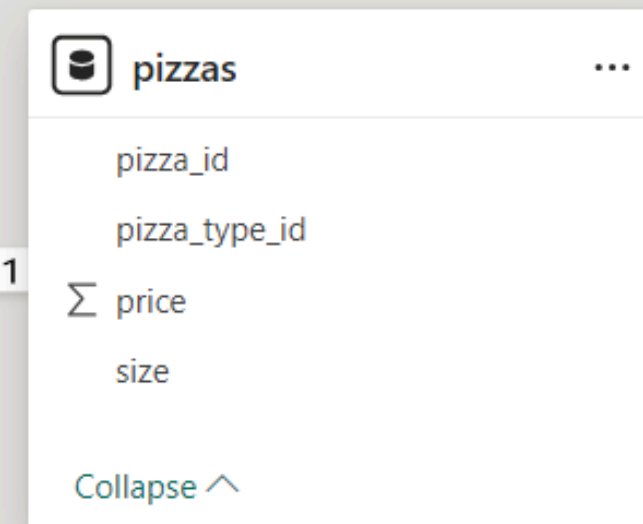 pizzas
pizza_id
pizza_type_id
1
Σ price
size
Collapse